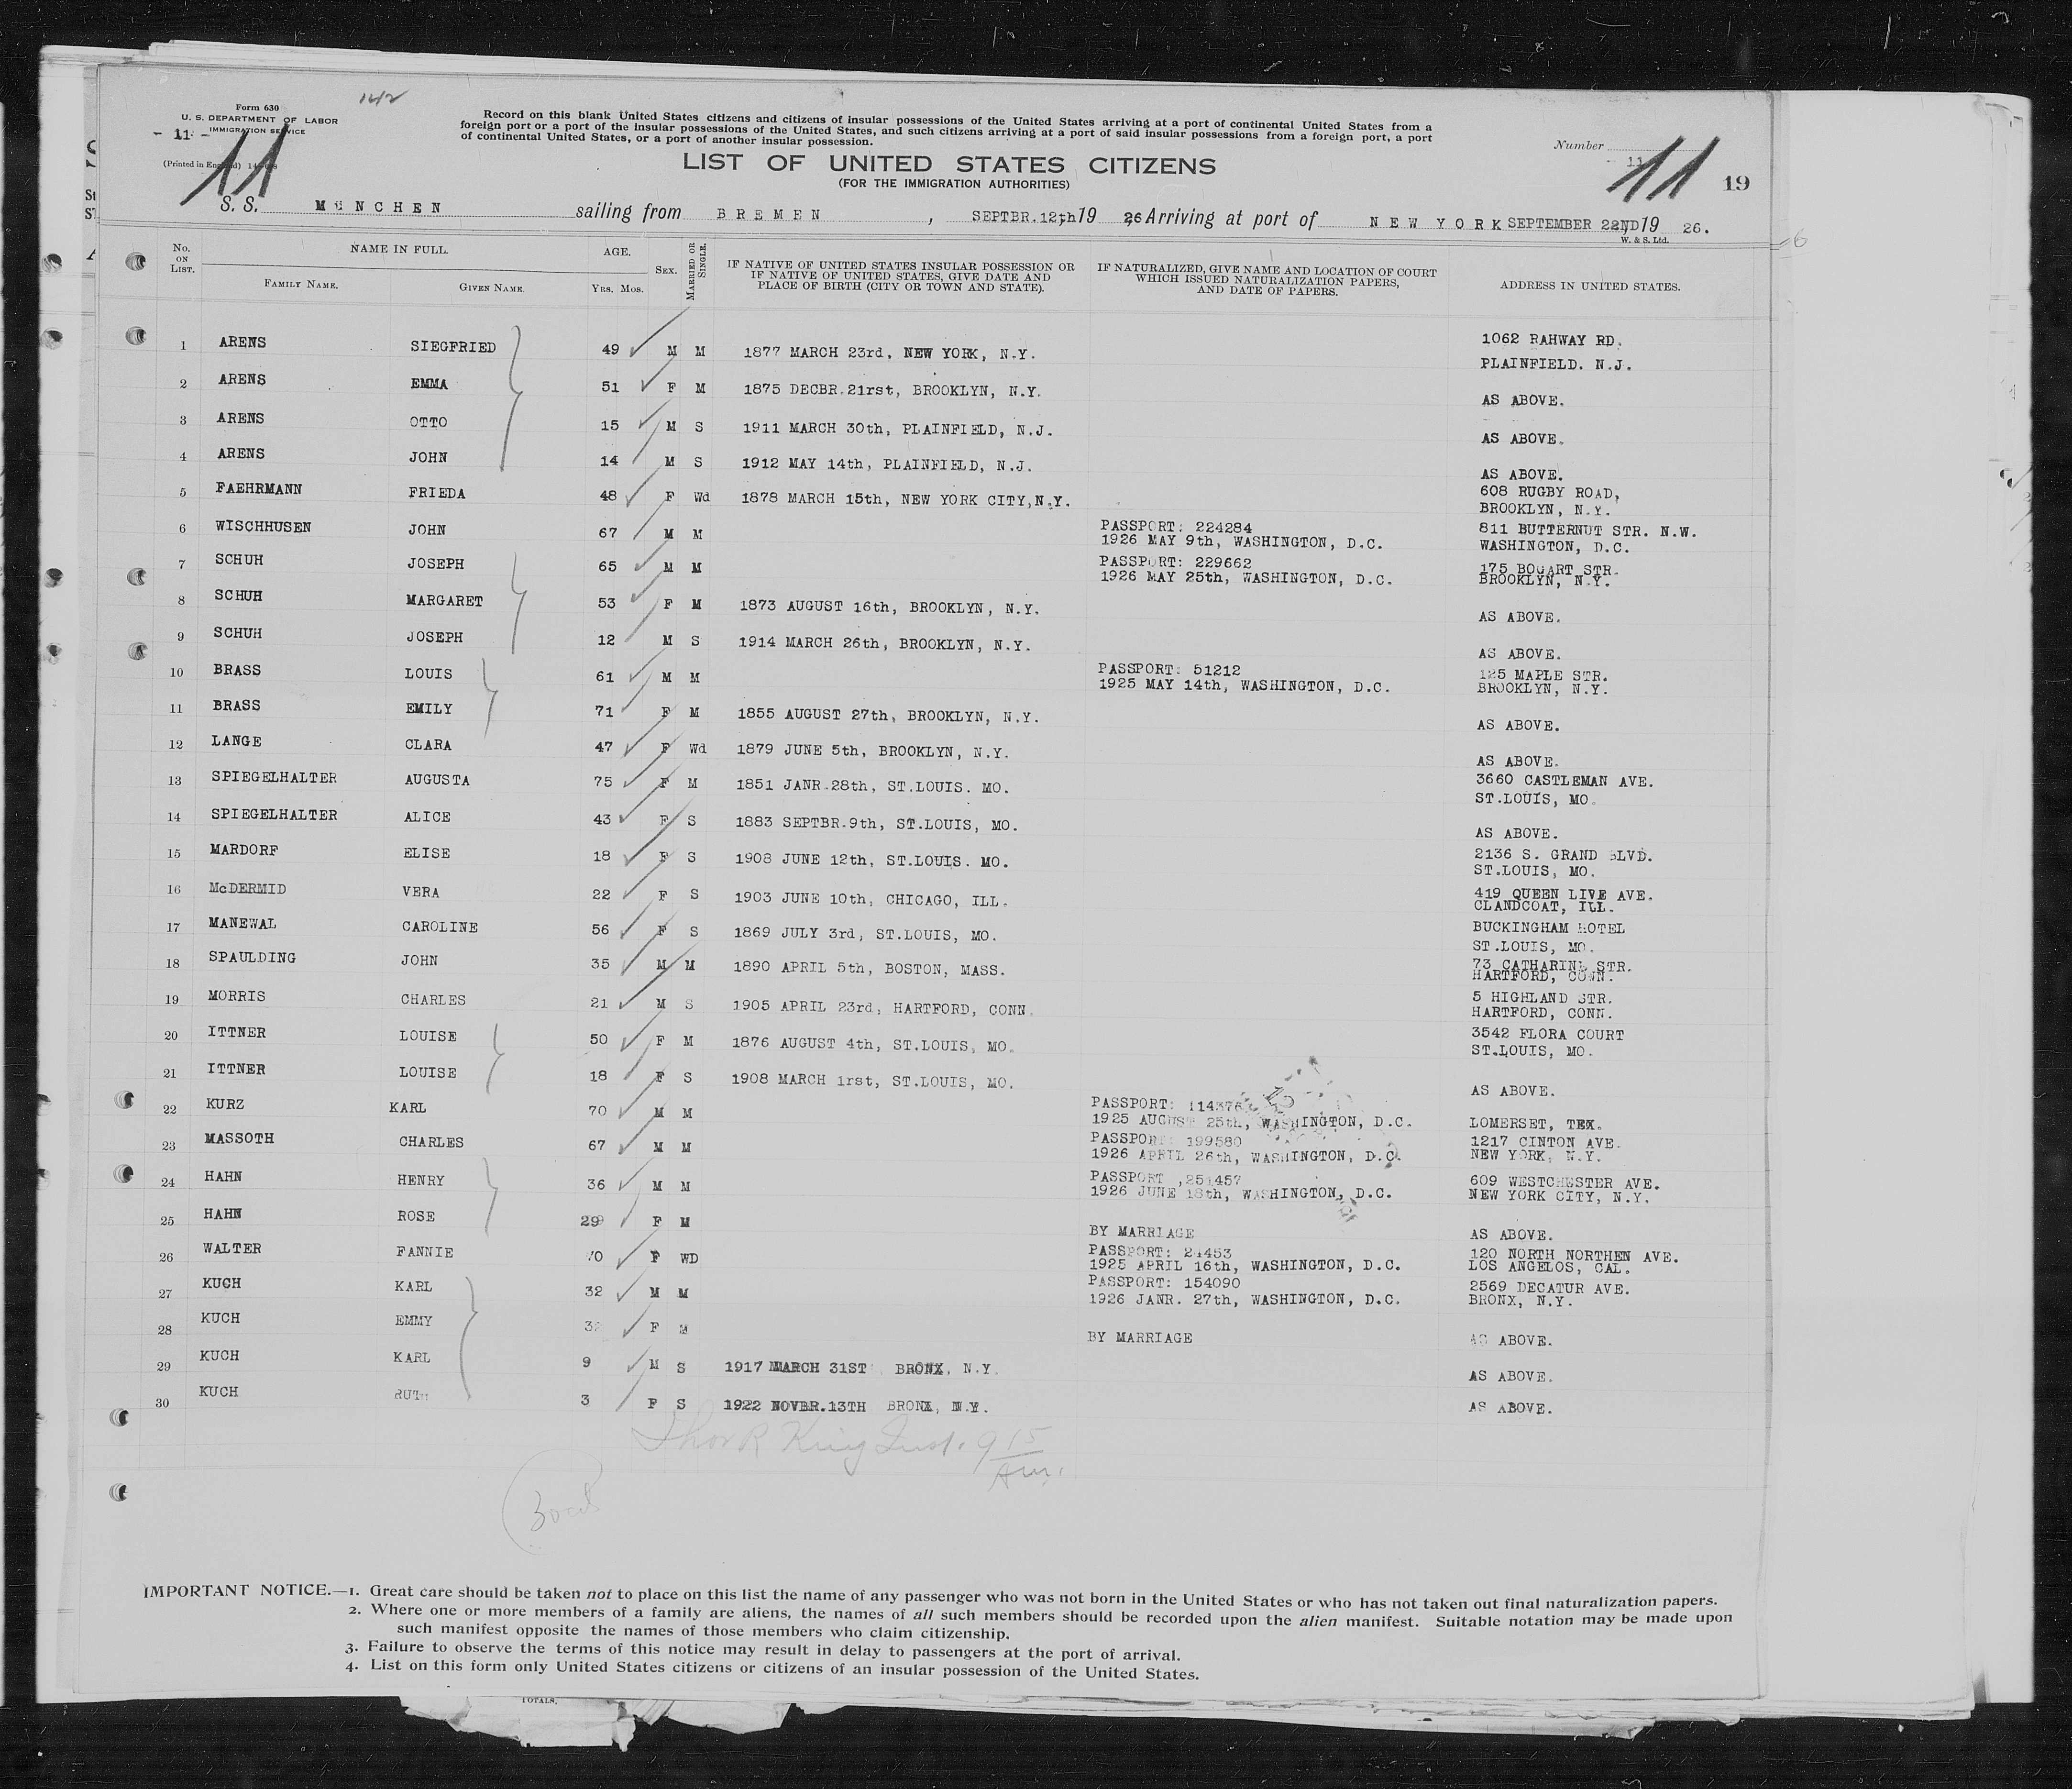 Form 630
U. S. DEPARTMENT OF LABOR
IMMIGRATION SERVICE
- 11 -
11
Record on this blank United States citizens and citizens of insular possessions of the United States arriving at a port of continental United States from a
foreign port or a port of the insular possessions of the United States, and such citizens arriving at a port of said insular possessions from a foreign port, a port
of continental United States, or a port of another insular possession.
LIST OF UNITED STATES CITIZENS
(FOR THE IMMIGRATION AUTHORITIES)
Number
11
11
19
S. S. MÜNCHEN sailing from BREMEN, SEPTBR.12th 19 26 Arriving at port of NEW YORK SEPTEMBER 22ND 19 26.
W. & S. Ltd.
No. ON LIST. NAME IN FULL. FAMILY NAME. GIVEN NAME. AGE. YRS. MOS. SEX. MARRIED OR SINGLE. IF NATIVE OF UNITED STATES INSULAR POSSESSION OR IF NATIVE OF UNITED STATES, GIVE DATE AND PLACE OF BIRTH (CITY OR TOWN AND STATE). IF NATURALIZED, GIVE NAME AND LOCATION OF COURT WHICH ISSUED NATURALIZATION PAPERS, AND DATE OF PAPERS. ADDRESS IN UNITED STATES.
1 ARENS SIEGFRIED 49 M M 1877 MARCH 23rd, NEW YORK, N.Y. 1062 RAHWAY RD. PLAINFIELD. N.J.
2 ARENS EMMA 51 F M 1875 DECBR.21rst, BROOKLYN, N.Y. AS ABOVE.
3 ARENS OTTO 15 M S 1911 MARCH 30th, PLAINFIELD, N.J. AS ABOVE.
4 ARENS JOHN 14 M S 1912 MAY 14th, PLAINFIELD, N.J. AS ABOVE.
5 FAEHRMANN FRIEDA 48 F Wd 1878 MARCH 15th, NEW YORK CITY,N.Y. 608 RUGBY ROAD, BROOKLYN, N.Y.
6 WISCHHUSEN JOHN 67 M M PASSPORT: 224284 1926 MAY 9th, WASHINGTON, D.C. 811 BUTTERNUT STR. N.W. WASHINGTON, D.C.
7 SCHUH JOSEPH 65 M M PASSPORT: 229662 1926 MAY 25th, WASHINGTON, D.C. 175 BOGART STR. BROOKLYN, N.Y.
8 SCHUH MARGARET 53 F M 1873 AUGUST 16th, BROOKLYN, N.Y. AS ABOVE.
9 SCHUH JOSEPH 12 M S 1914 MARCH 26th, BROOKLYN, N.Y. AS ABOVE.
10 BRASS LOUIS 61 M M PASSPORT: 51212 1925 MAY 14th, WASHINGTON, D.C. 125 MAPLE STR. BROOKLYN, N.Y.
11 BRASS EMILY 71 F M 1855 AUGUST 27th, BROOKLYN, N.Y. AS ABOVE.
12 LANGE CLARA 47 F Wd 1879 JUNE 5th, BROOKLYN, N.Y. AS ABOVE.
13 SPIEGELHALTER AUGUSTA 75 F M 1851 JANR.28th, ST.LOUIS. MO. 3660 CASTLEMAN AVE. ST.LOUIS, MO.
14 SPIEGELHALTER ALICE 43 F S 1883 SEPTBR.9th, ST.LOUIS, MO. AS ABOVE.
15 MARDORF ELISE 18 F S 1908 JUNE 12th, ST.LOUIS. MO. 2136 S. GRAND BLVD. ST.LOUIS, MO.
16 McDERMID VERA 22 F S 1903 JUNE 10th, CHICAGO, ILL. 419 QUEEN LIVE AVE. CLANDCOAT, ILL.
17 MANEWAL CAROLINE 56 F S 1869 JULY 3rd, ST.LOUIS, MO. BUCKINGHAM HOTEL ST.LOUIS, MO.
18 SPAULDING JOHN 35 M M 1890 APRIL 5th, BOSTON, MASS. 73 CATHARINE STR. HARTFORD, CONN.
19 MORRIS CHARLES 21 M S 1905 APRIL 23rd, HARTFORD, CONN. 5 HIGHLAND STR. HARTFORD, CONN.
20 ITTNER LOUISE 50 F M 1876 AUGUST 4th, ST.LOUIS, MO. 3542 FLORA COURT ST.LOUIS, MO.
21 ITTNER LOUISE 18 F S 1908 MARCH 1rst, ST.LOUIS, MO. AS ABOVE.
22 KURZ KARL 70 M M PASSPORT: 1925 AUGUST 25th, WASHINGTON, D.C. LOMERSET, TEX.
23 MASSOTH CHARLES 67 M M PASSPORT: 199580 1926 APRIL 26th, WASHINGTON, D.C. 1217 CINTON AVE. NEW YORK, N.Y.
24 HAHN HENRY 36 M M PASSPORT ,251457 1926 JUNE 18th, WASHINGTON, D.C. 609 WESTCHESTER AVE. NEW YORK CITY, N.Y.
25 HAHN ROSE 29 F M BY MARRIAGE AS ABOVE.
26 WALTER FANNIE 70 F WD PASSPORT: 1925 APRIL 16th, WASHINGTON, D.C. 120 NORTH NORTHEN AVE. LOS ANGELOS, CAL.
27 KUCH KARL 32 M M PASSPORT: 154090 1926 JANR. 27th, WASHINGTON, D.C. 2569 DECATUR AVE. BRONX, N.Y.
28 KUCH EMMY F M BY MARRIAGE AS ABOVE.
29 KUCH KARL 9 M S 1917 MARCH 31ST BRONX, N.Y. AS ABOVE.
30 KUCH RUTH 3 F S 1922 NOVBR.13TH BRONX, N.Y. AS ABOVE.
IMPORTANT NOTICE.—1. Great care should be taken not to place on this list the name of any passenger who was not born in the United States or who has not taken out final naturalization papers.
2. Where one or more members of a family are aliens, the names of all such members should be recorded upon the alien manifest. Suitable notation may be made upon
such manifest opposite the names of those members who claim citizenship.
3. Failure to observe the terms of this notice may result in delay to passengers at the port of arrival.
4. List on this form only United States citizens or citizens of an insular possession of the United States.
TOTALS.